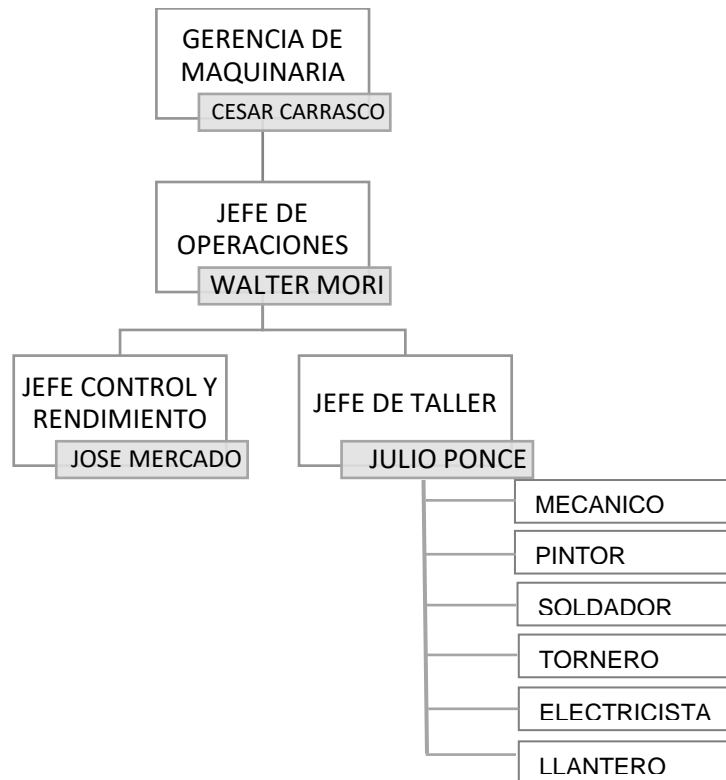 GERENCIA DE
MAQUINARIA
CESAR CARRASCO
JEFE DE
OPERACIONES
WALTER MORI
JEFE CONTROL Y
RENDIMIENTO
JOSE MERCADO
JEFE DE TALLER
JULIO PONCE
MECANICO
PINTOR
SOLDADOR
TORNERO
ELECTRICISTA
LLANTERO